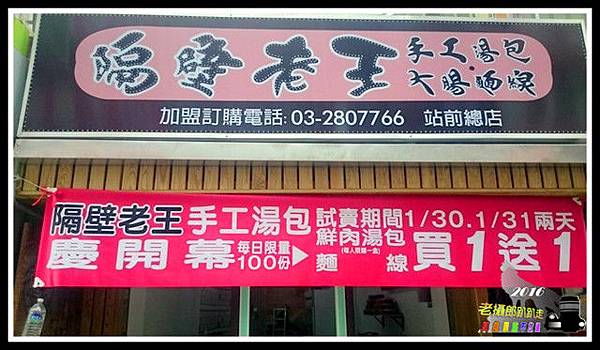 隔壁老王 手工湯包
大腸麵線
加盟訂購電話: 03-2807766 站前總店
隔壁老王手工湯包
慶開幕 每日限量
100份
試賣期間1/30.1/31兩天
鮮肉湯包
(每人限購一盒)
麵線
買1送1
2016
老攝郎趴趴走